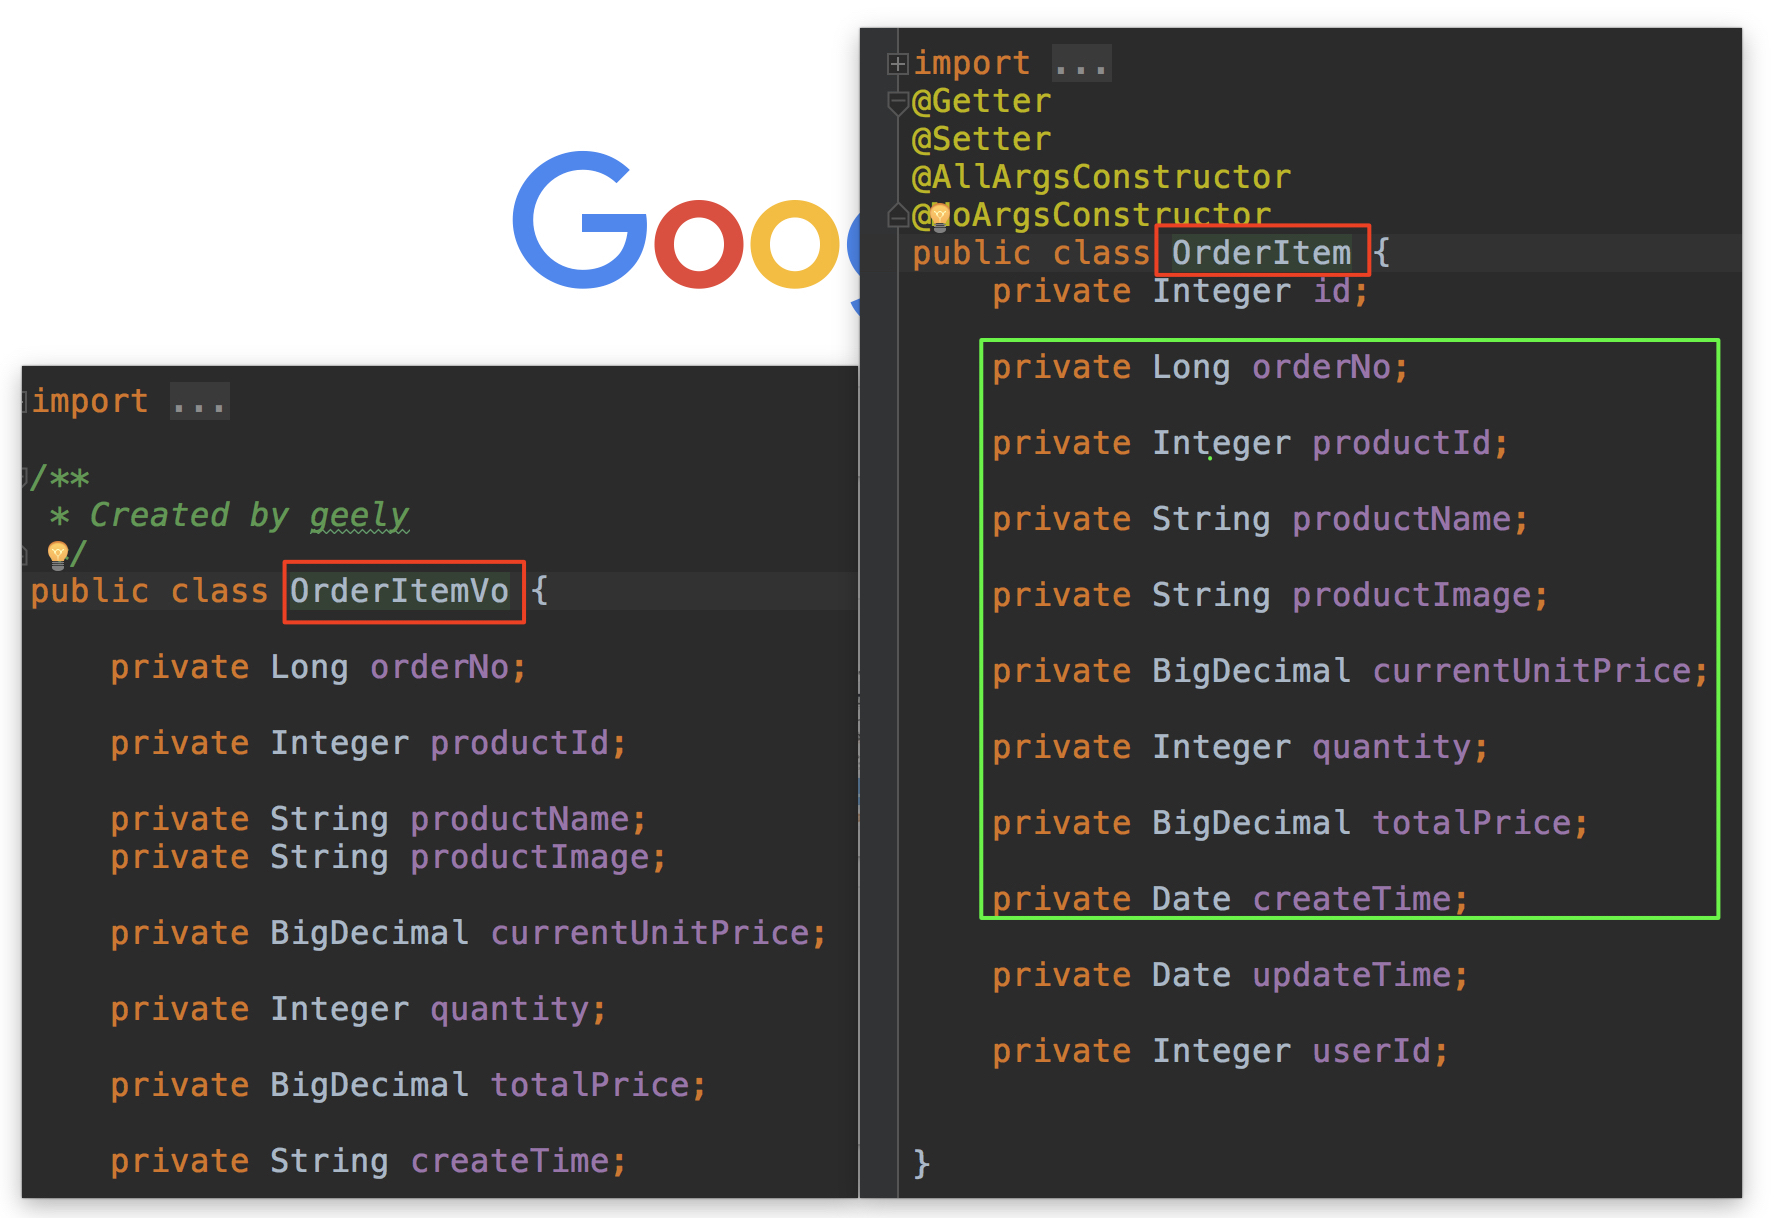 Goo
import ...
/**
* Created by geely
*/
public class OrderItemVo {
private Long orderNo;
private Integer productId;
private String productName;
private String productImage;
private BigDecimal currentUnitPrice;
private Integer quantity;
private BigDecimal totalPrice;
private String createTime;
import ...
@Getter
@Setter
@AllArgsConstructor
@NoArgsConstructor
public class OrderItem {
private Integer id;
private Long orderNo;
private Integer productId;
private String productName;
private String productImage;
private BigDecimal currentUnitPrice;
private Integer quantity;
private BigDecimal totalPrice;
private Date createTime;
private Date updateTime;
private Integer userId;
}